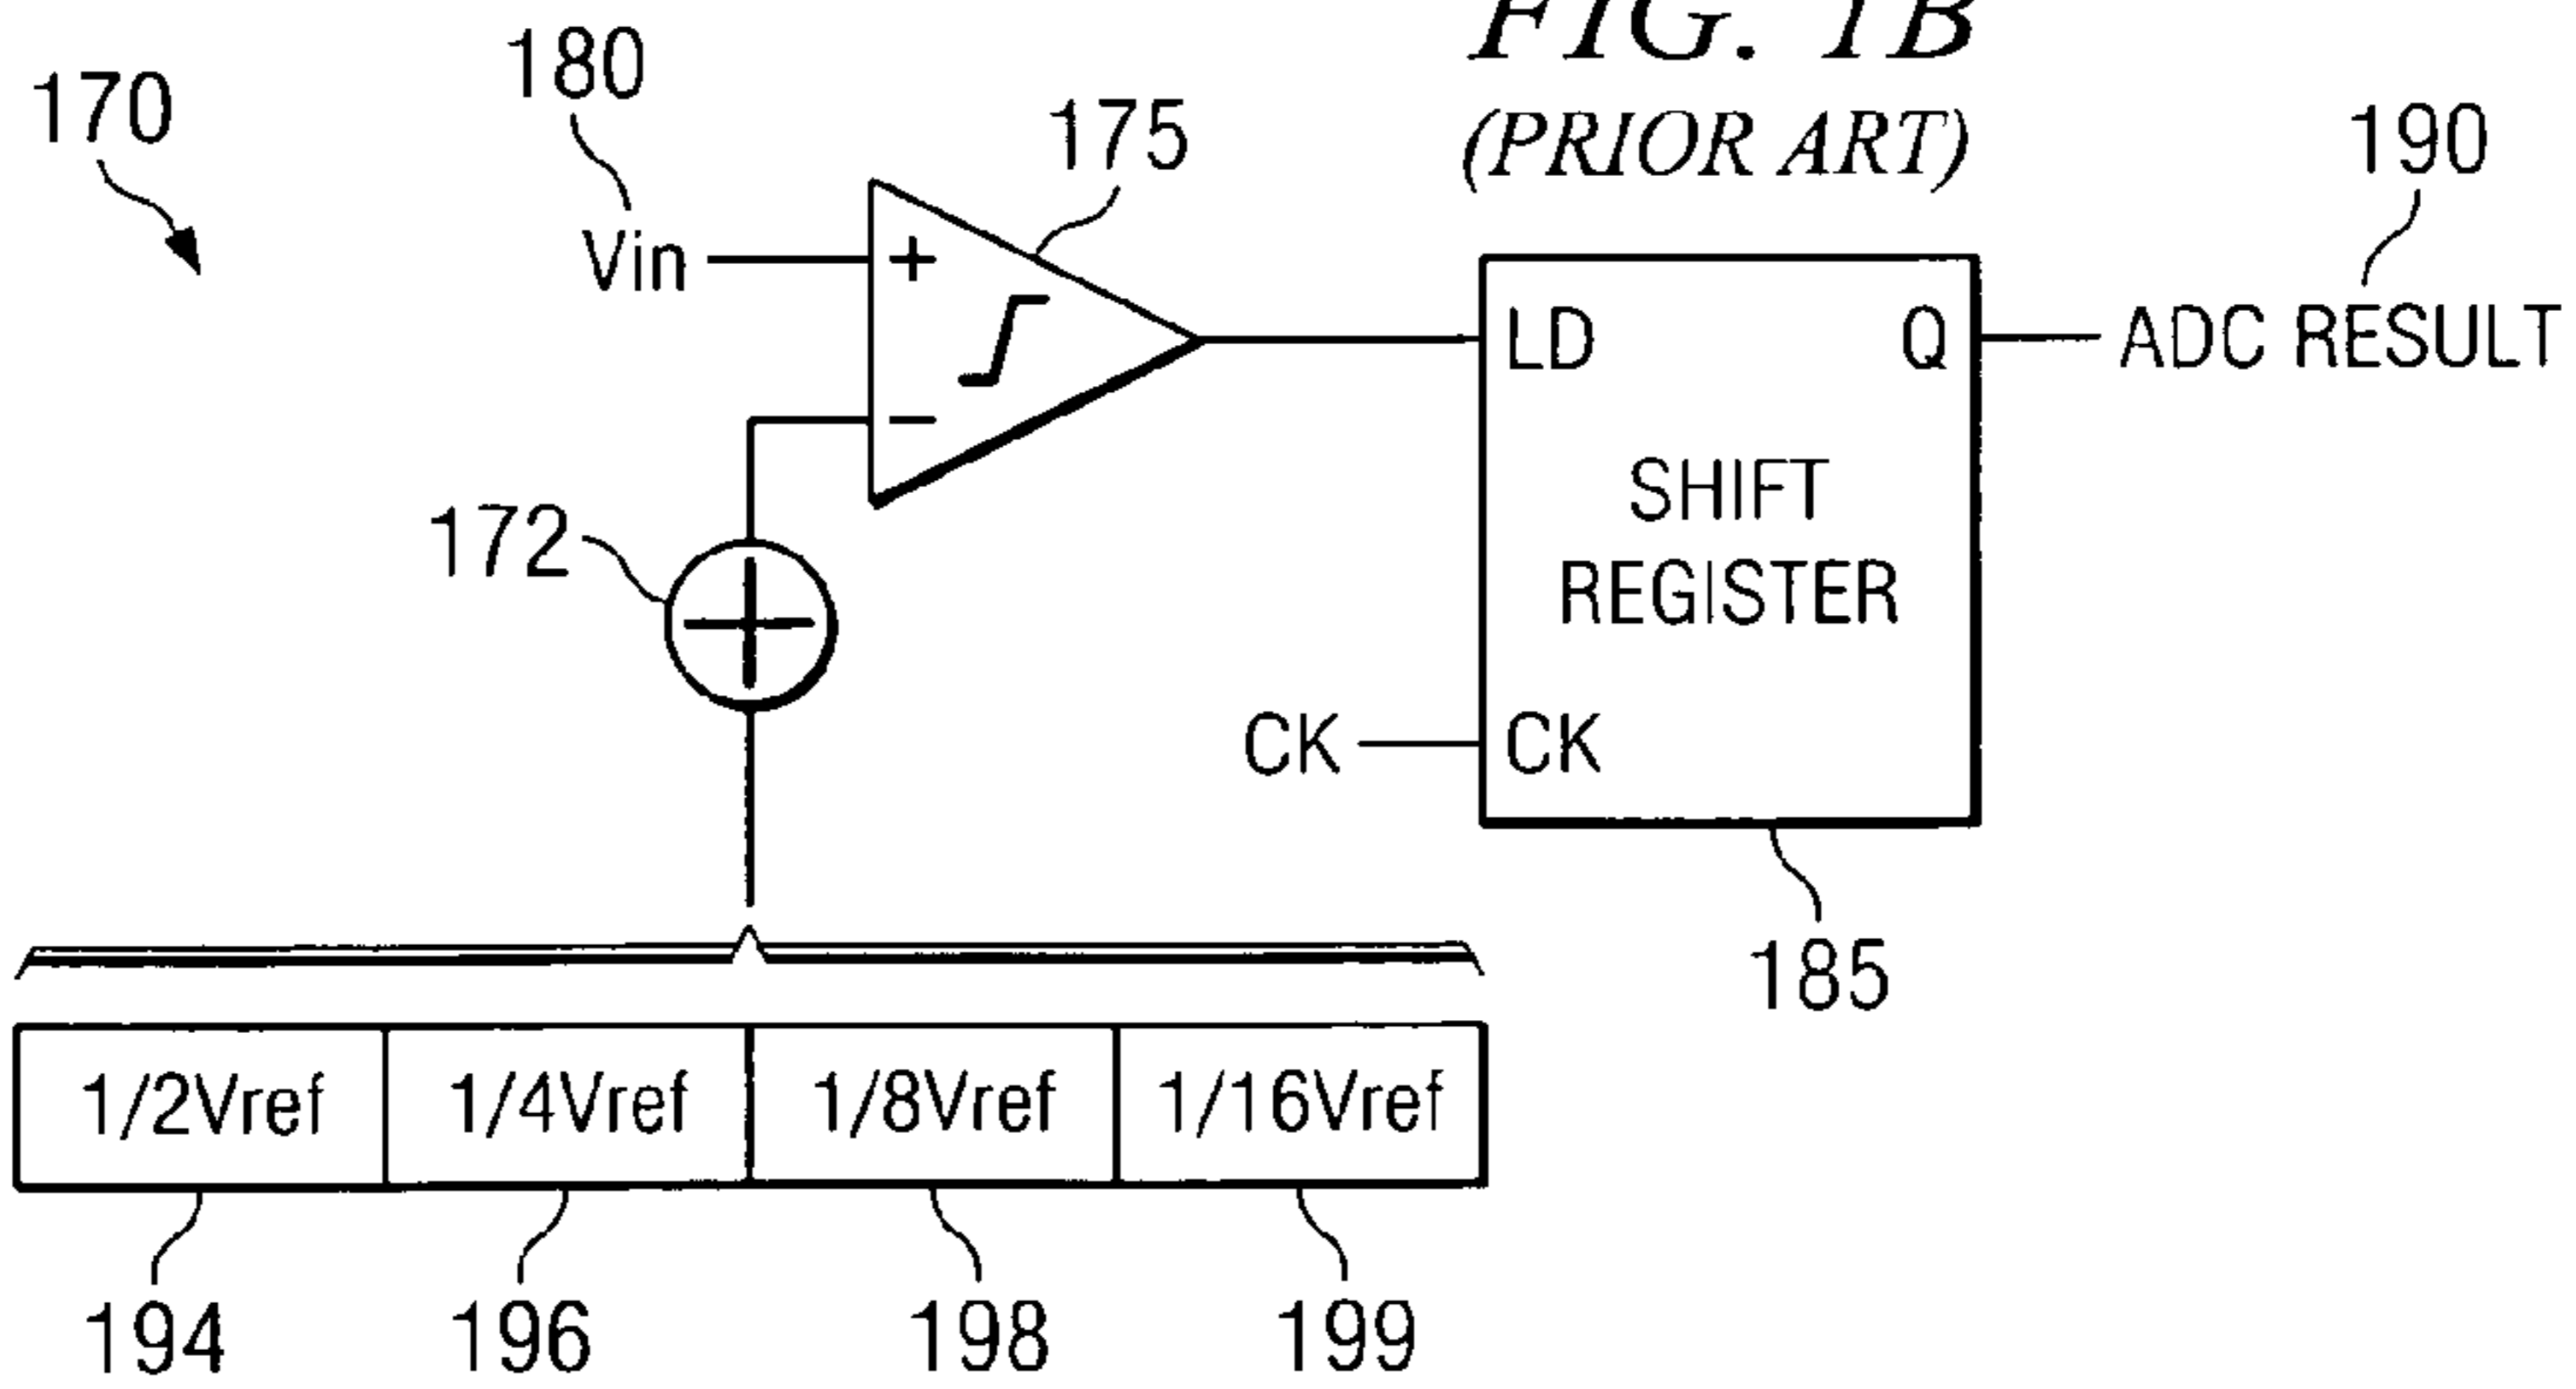 FIG. 1B
(PRIOR ART)
170
180
175
190
Vin
+
−
LD
Q
ADC RESULT
SHIFT
REGISTER
172
CK
CK
185
1/2Vref
1/4Vref
1/8Vref
1/16Vref
194
196
198
199